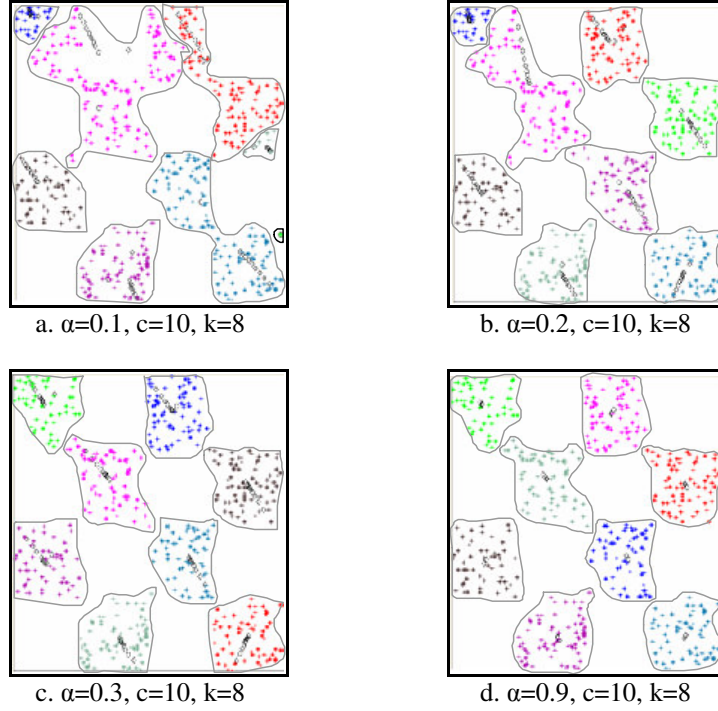 a. α=0.1, c=10, k=8
b. α=0.2, c=10, k=8
c. α=0.3, c=10, k=8
d. α=0.9, c=10, k=8